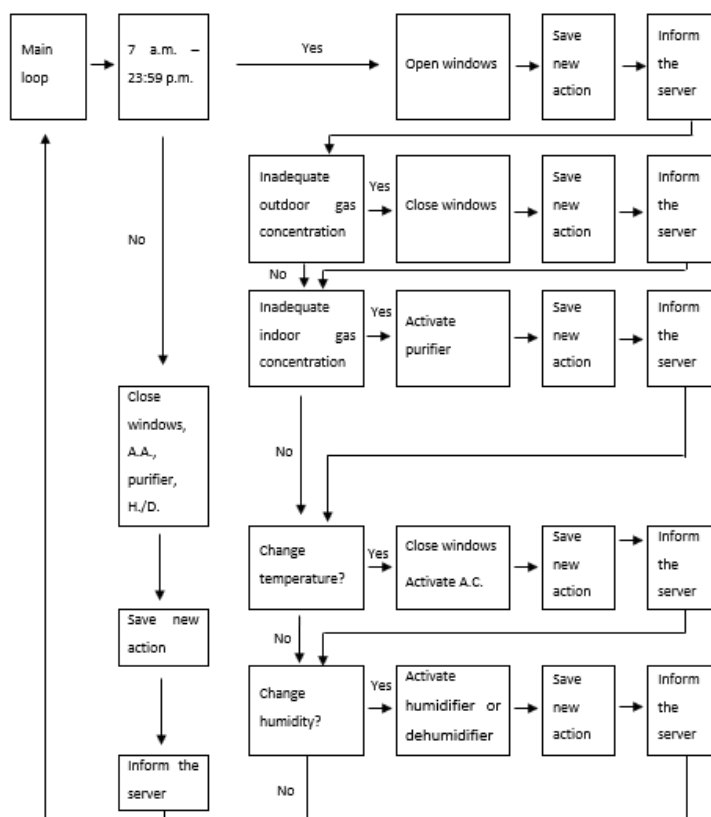 Main
loop
7 a.m. –
23:59 p.m.
Yes
Open windows
Save
new
action
Inform
the
server
Inadequate
outdoor gas
concentration
Yes
Close windows
Save
new
action
Inform
the
server
No
No
Inadequate
indoor gas
concentration
Yes
Activate
purifier
Save
new
action
Inform
the
server
Close
windows,
A.A.,
purifier,
H./D.
No
Change
temperature?
Yes
Close windows
Activate A.C.
Save
new
action
Inform
the
server
Save new
action
No
Change
humidity?
Yes
Activate
humidifier or
dehumidifier
Save
new
action
Inform
the
server
Inform the
server
No